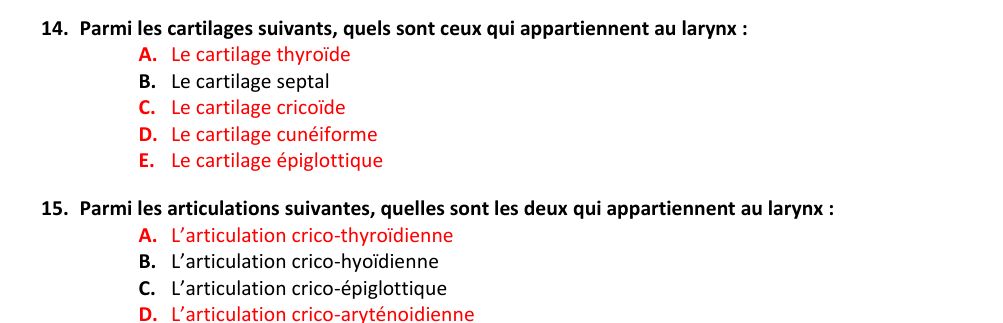 14. Parmi les cartilages suivants, quels sont ceux qui appartiennent au larynx :
A. Le cartilage thyroïde
B. Le cartilage septal
C. Le cartilage cricoïde
D. Le cartilage cunéiforme
E. Le cartilage épiglottique
15. Parmi les articulations suivantes, quelles sont les deux qui appartiennent au larynx :
A. L’articulation crico-thyroïdienne
B. L’articulation crico-hyoïdienne
C. L’articulation crico-épiglottique
D. L’articulation crico-aryténoidienne